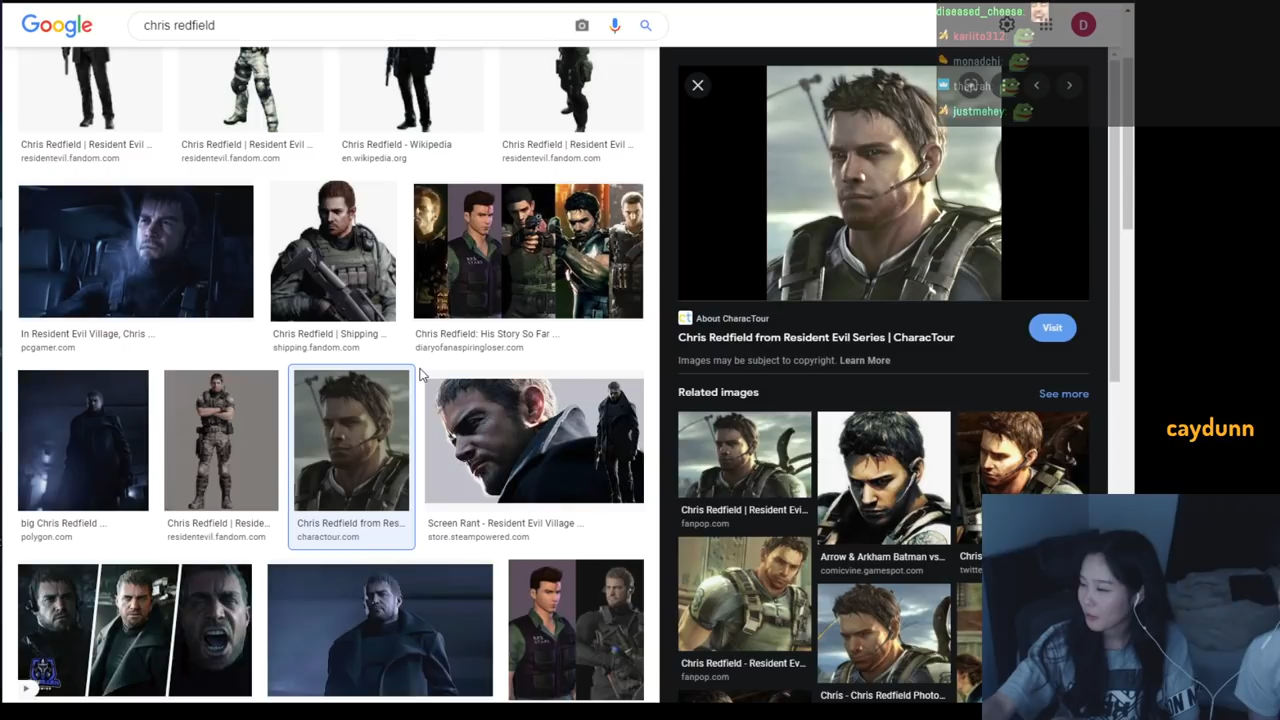 Google
chris redfield
D
diseased_cheese:
karlito312:
monadchi:
justmehey:
Chris Redfield | Resident Evil ...
residentevil.fandom.com
Chris Redfield | Resident Evil ...
residentevil.fandom.com
Chris Redfield - Wikipedia
en.wikipedia.org
Chris Redfield | Resident Evil ...
residentevil.fandom.com
In Resident Evil Village, Chris ...
pcgamer.com
Chris Redfield | Shipping ...
shipping.fandom.com
Chris Redfield: His Story So Far ...
diaryofanaspiringloser.com
big Chris Redfield ...
polygon.com
Chris Redfield | Reside...
residentevil.fandom.com
Chris Redfield from Res...
charactour.com
Screen Rant - Resident Evil Village ...
store.steampowered.com
About CharacTour
Chris Redfield from Resident Evil Series | CharacTour
Visit
Images may be subject to copyright. Learn More
Related images
See more
Chris Redfield | Resident Evi...
fanpop.com
Arrow & Arkham Batman vs...
comicvine.gamespot.com
Chris
twitte
Chris Redfield - Resident Ev...
fanpop.com
Chris - Chris Redfield Photo...
caydunn